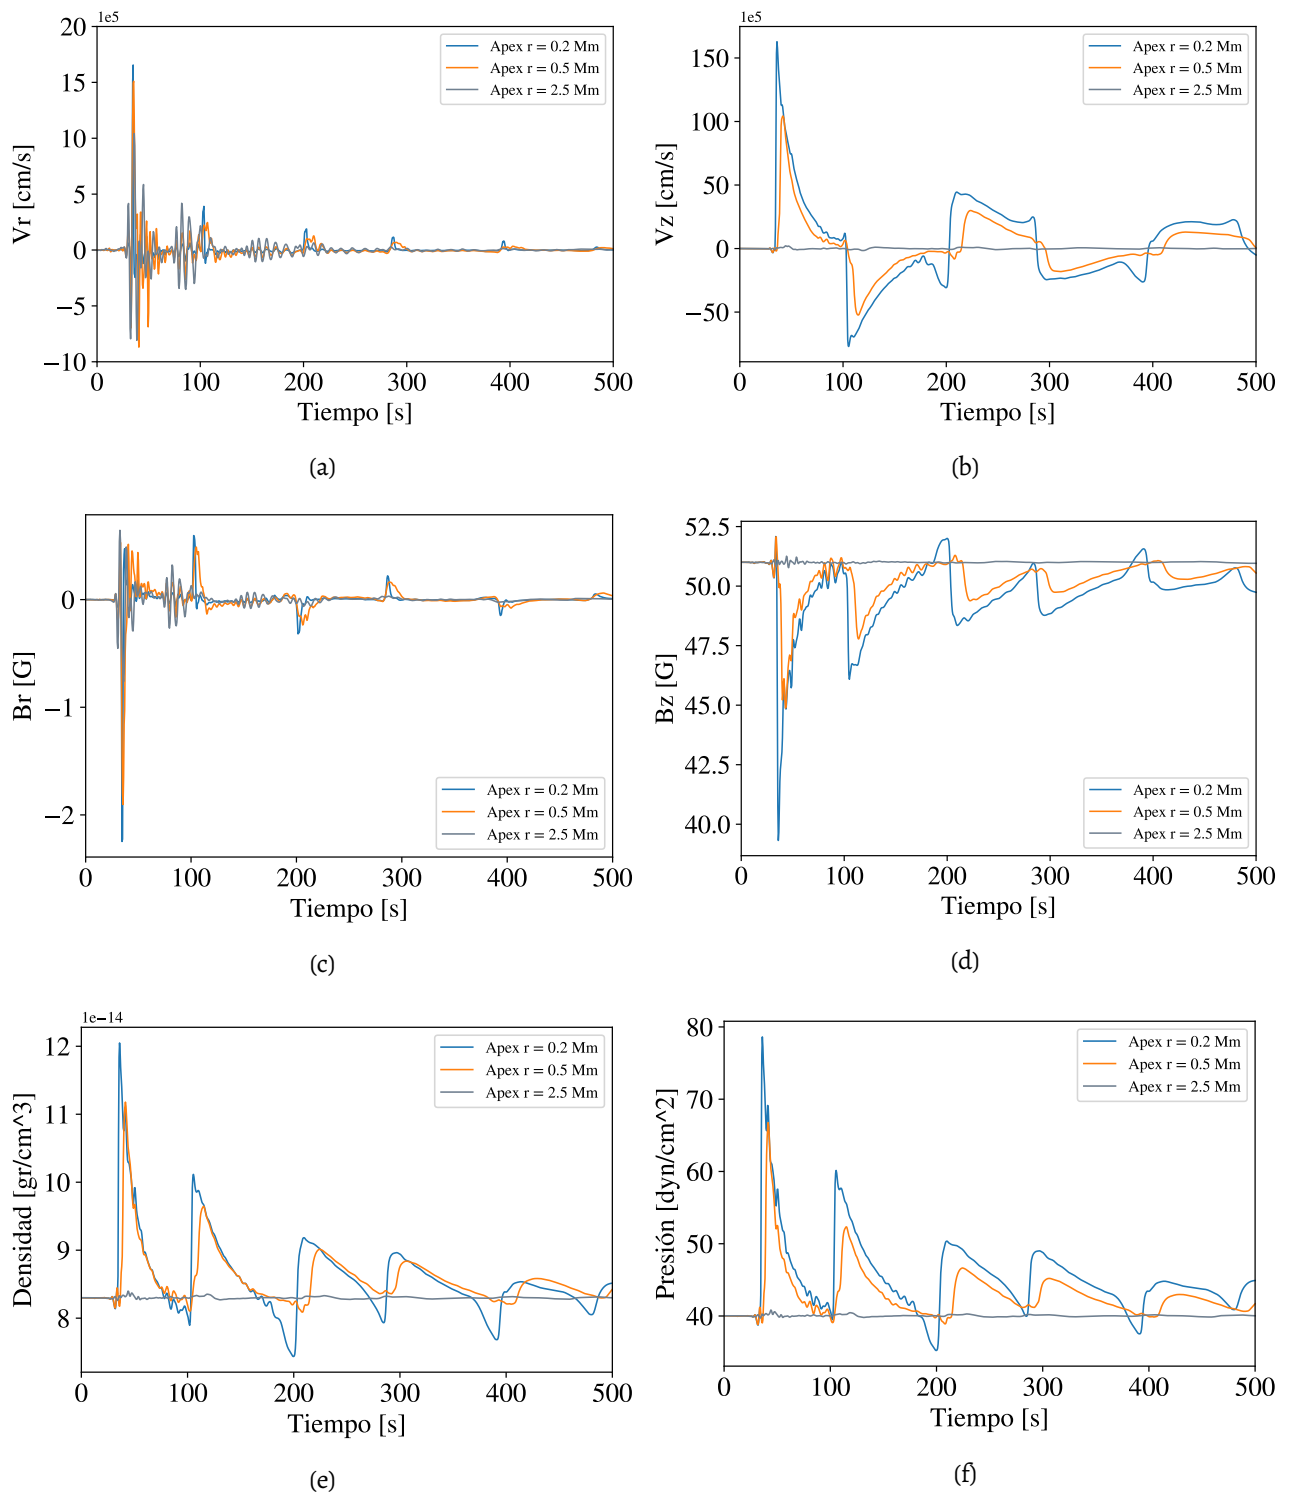 1e5
20
15
10
5
0
−5
−10
Vr [cm/s]
0 100 200 300 400 500
Tiempo [s]
Apex r = 0.2 Mm
Apex r = 0.5 Mm
Apex r = 2.5 Mm
(a)
1e5
150
100
50
0
−50
Vz [cm/s]
0 100 200 300 400 500
Tiempo [s]
Apex r = 0.2 Mm
Apex r = 0.5 Mm
Apex r = 2.5 Mm
(b)
0
−1
−2
Br [G]
0 100 200 300 400 500
Tiempo [s]
Apex r = 0.2 Mm
Apex r = 0.5 Mm
Apex r = 2.5 Mm
(c)
52.5
50.0
47.5
45.0
42.5
40.0
Bz [G]
0 100 200 300 400 500
Tiempo [s]
Apex r = 0.2 Mm
Apex r = 0.5 Mm
Apex r = 2.5 Mm
(d)
1e−14
12
11
10
9
8
Densidad [gr/cm^3]
0 100 200 300 400 500
Tiempo [s]
Apex r = 0.2 Mm
Apex r = 0.5 Mm
Apex r = 2.5 Mm
(e)
80
70
60
50
40
Presión [dyn/cm^2]
0 100 200 300 400 500
Tiempo [s]
Apex r = 0.2 Mm
Apex r = 0.5 Mm
Apex r = 2.5 Mm
(f)